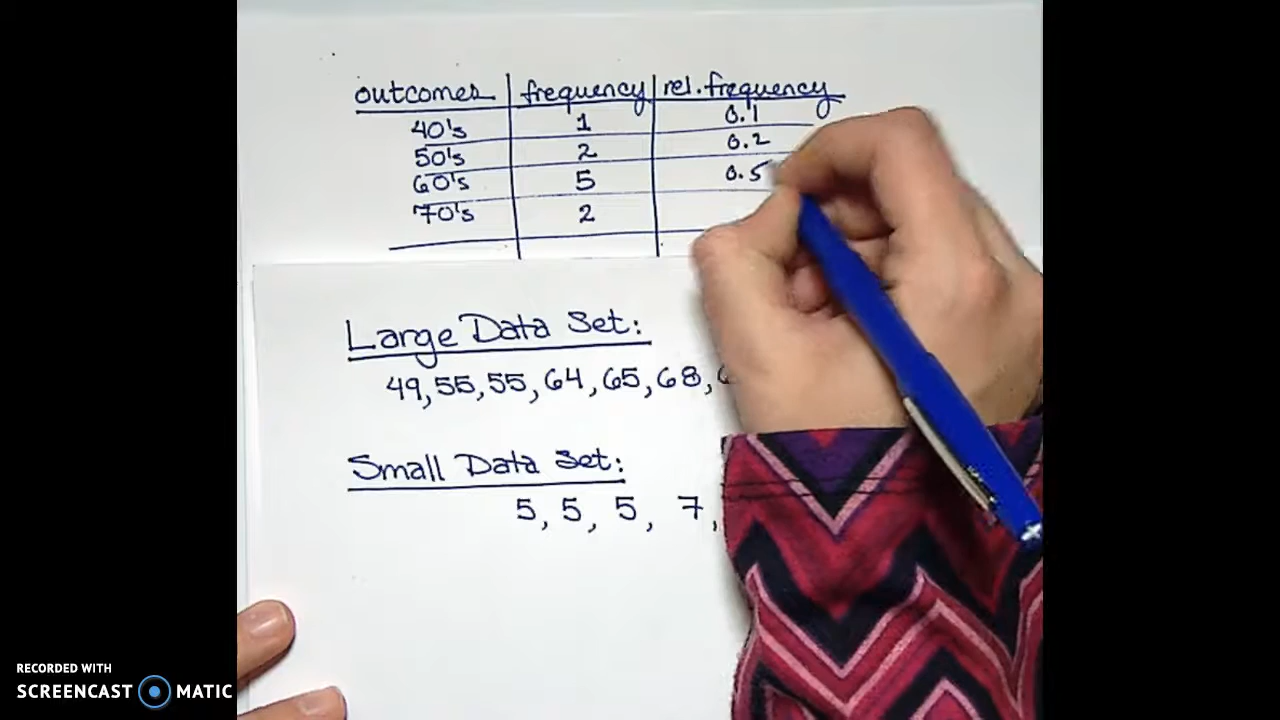 outcomes frequency rel. frequency
40's 1 0.1
50's 2 0.2
60's 5 0.5
70's 2
Large Data Set:
49, 55, 55, 64, 65, 68,
Small Data Set:
5, 5, 5, 7,
RECORDED WITH
SCREENCAST MATIC